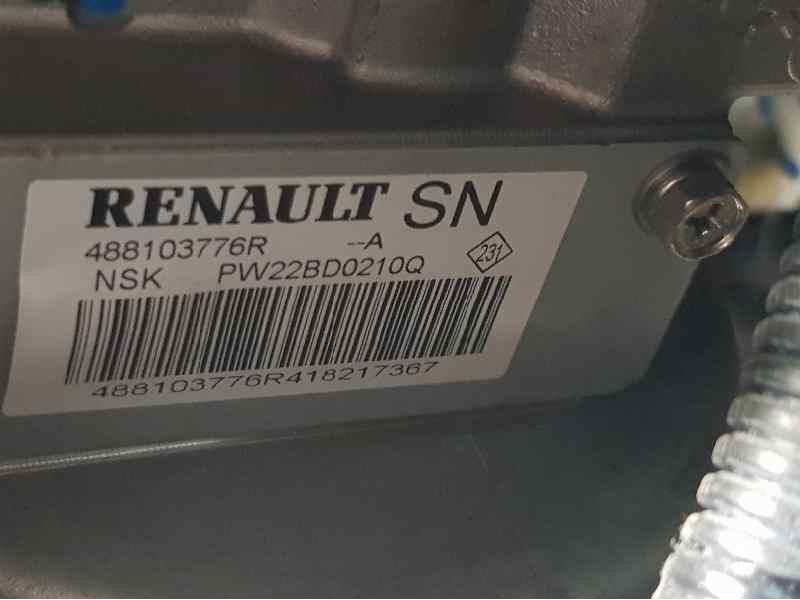 RENAULT SN
488103776R --A
NSK PW22BD0210Q 231
488103776R418217367